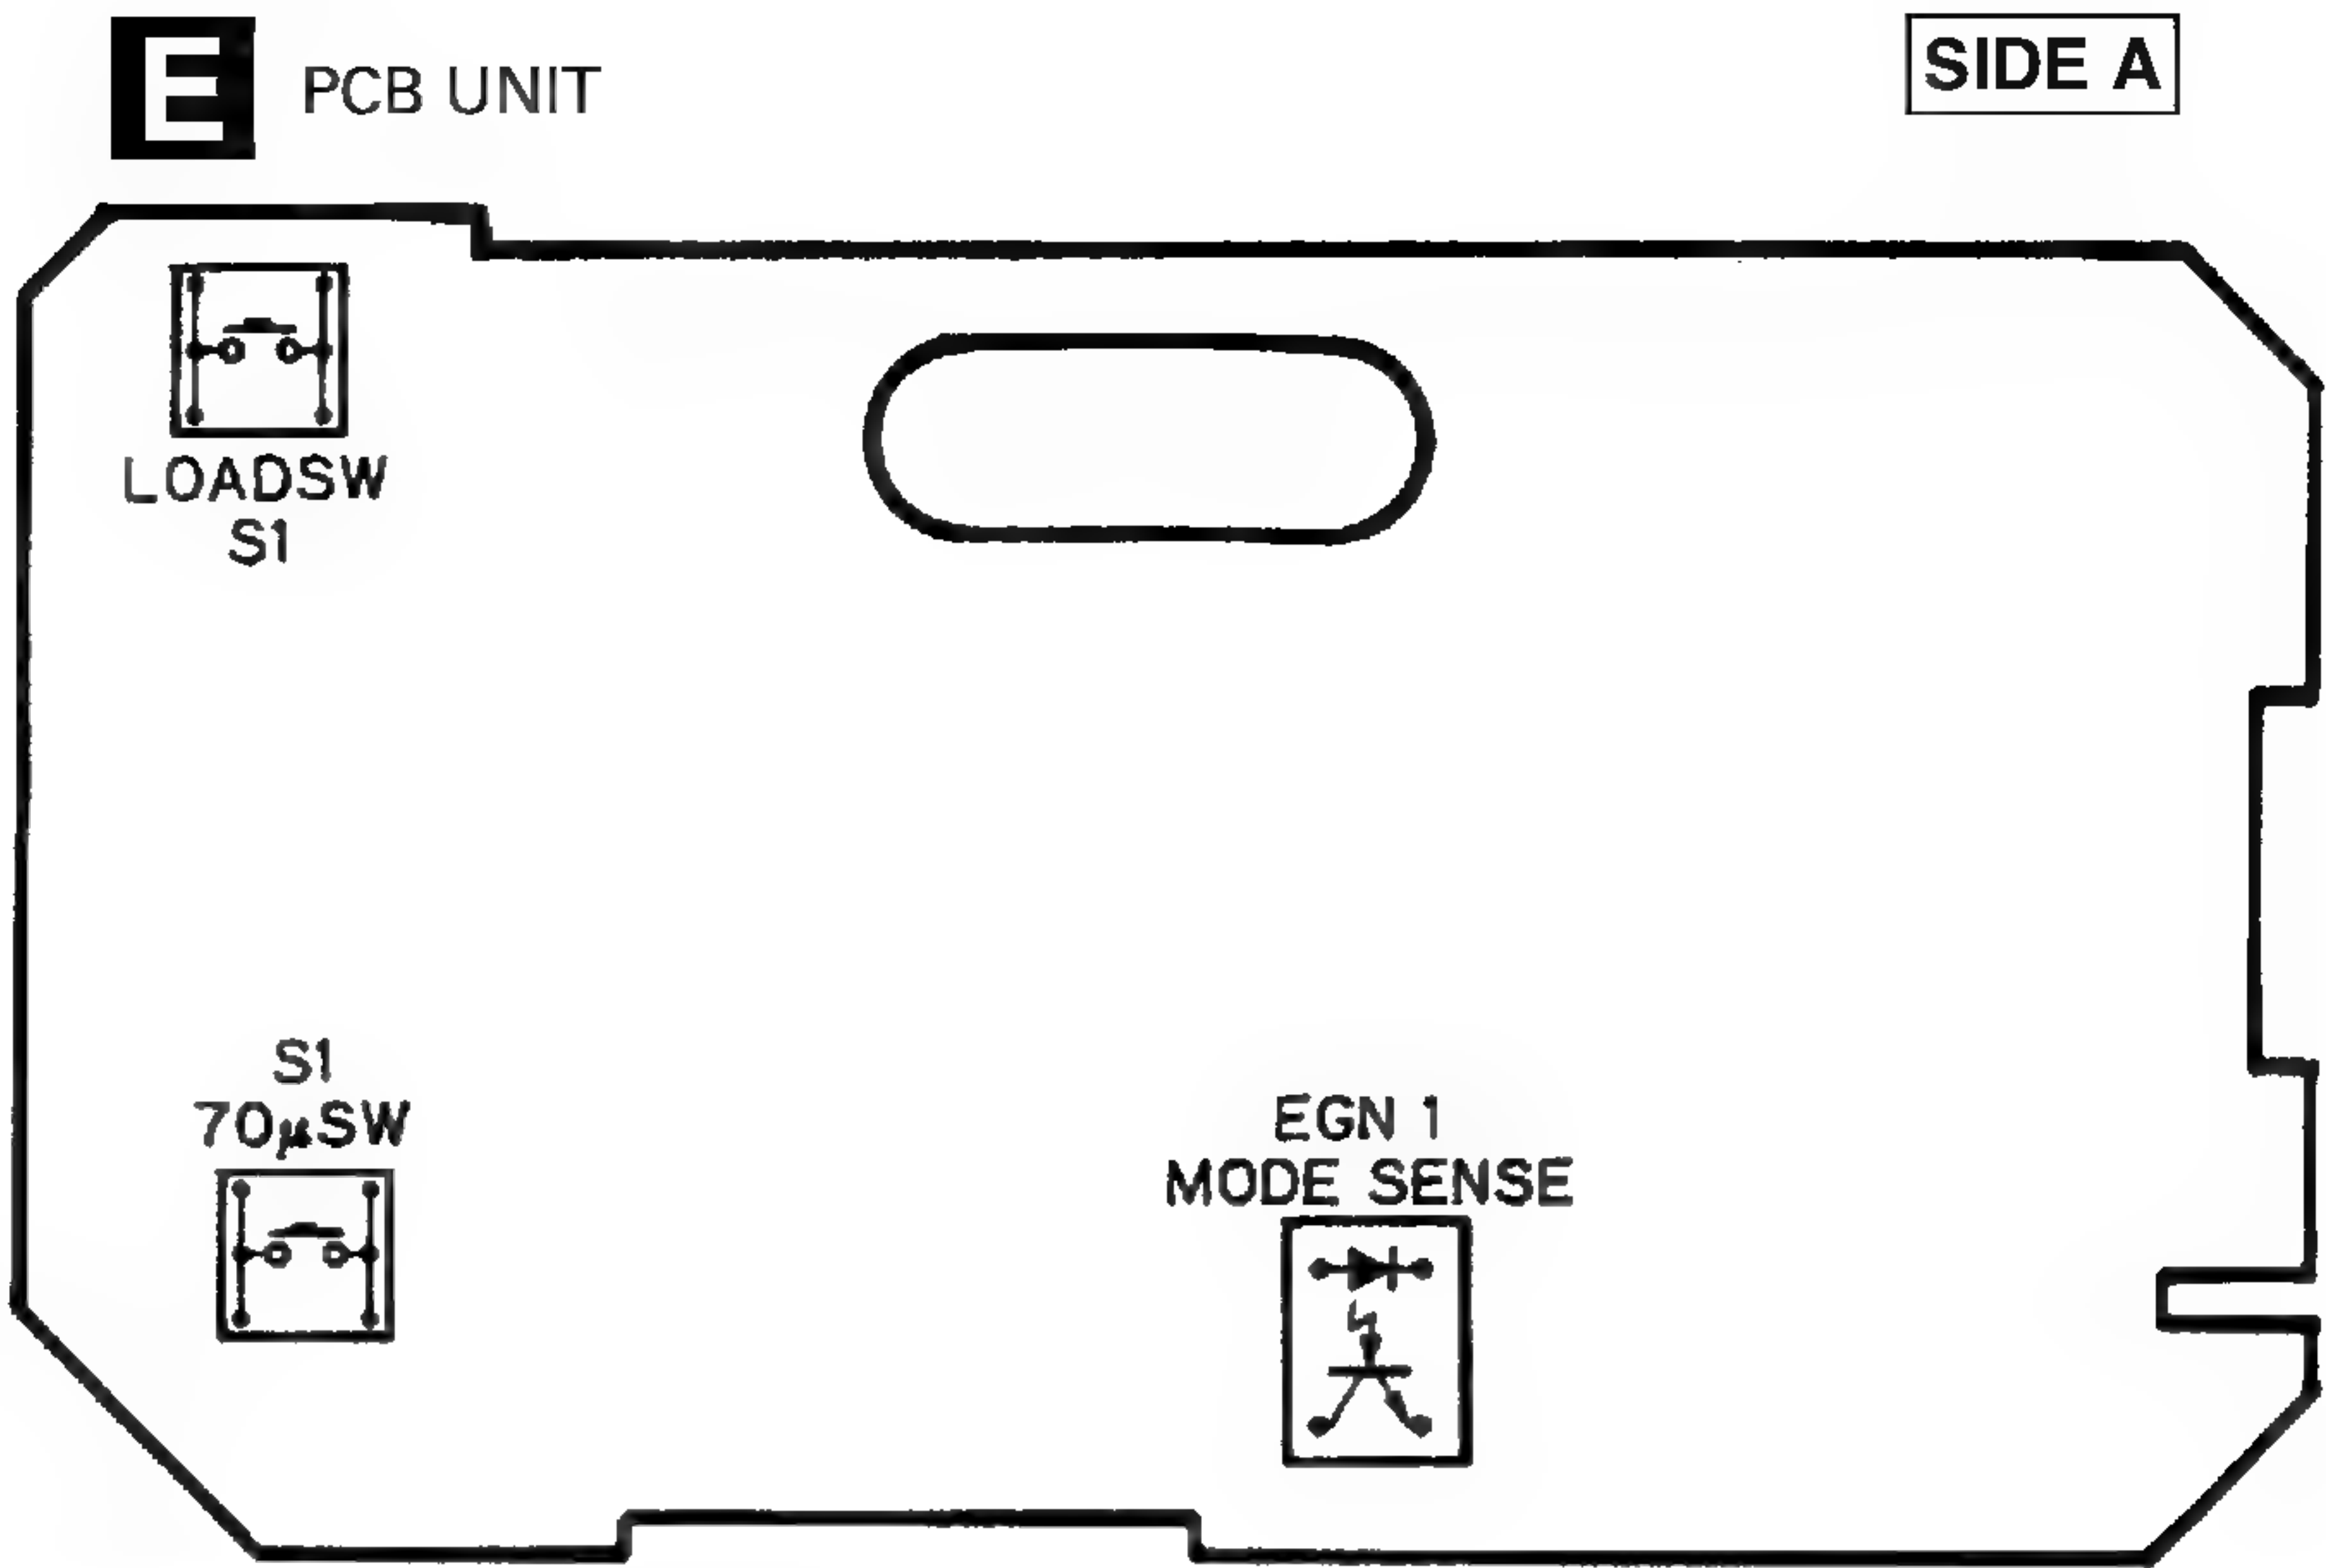 E PCB UNIT
SIDE A
LOADSW
S1
S1
70μSW
EGN 1
MODE SENSE